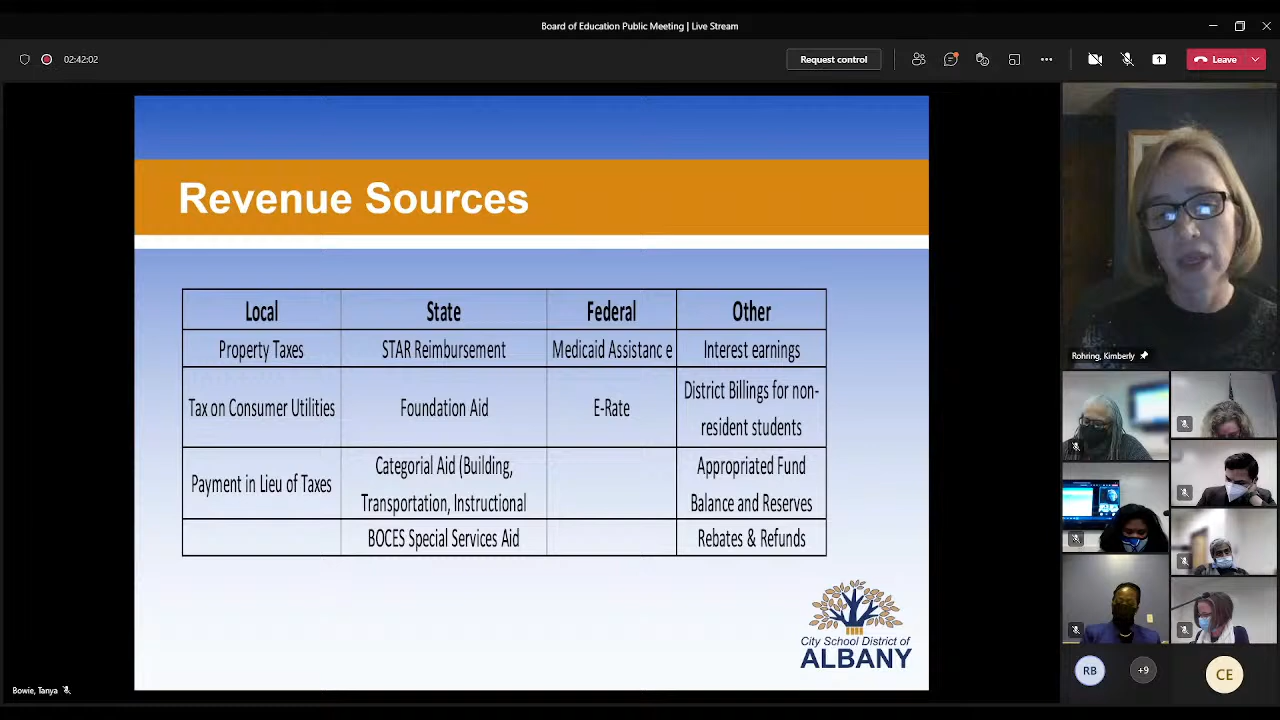 Board of Education Public Meeting | Live Stream
02:42:02
Request control
Leave
Revenue Sources
Local State Federal Other
Property Taxes STAR Reimbursement Medicaid Assistanc e Interest earnings
Tax on Consumer Utilities Foundation Aid E-Rate District Billings for non-
resident students
Payment in Lieu of Taxes Categorial Aid (Building, Appropriated Fund
Transportation, Instructional Balance and Reserves
BOCES Special Services Aid Rebates & Refunds
City School District of
ALBANY
Rohring, Kimberly
RB
+9
CE
Bowie, Tanya